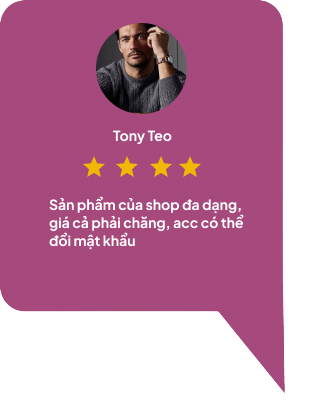 Tony Teo
Sản phẩm của shop đa dạng,
giá cả phải chăng, acc có thể
đổi mật khẩu